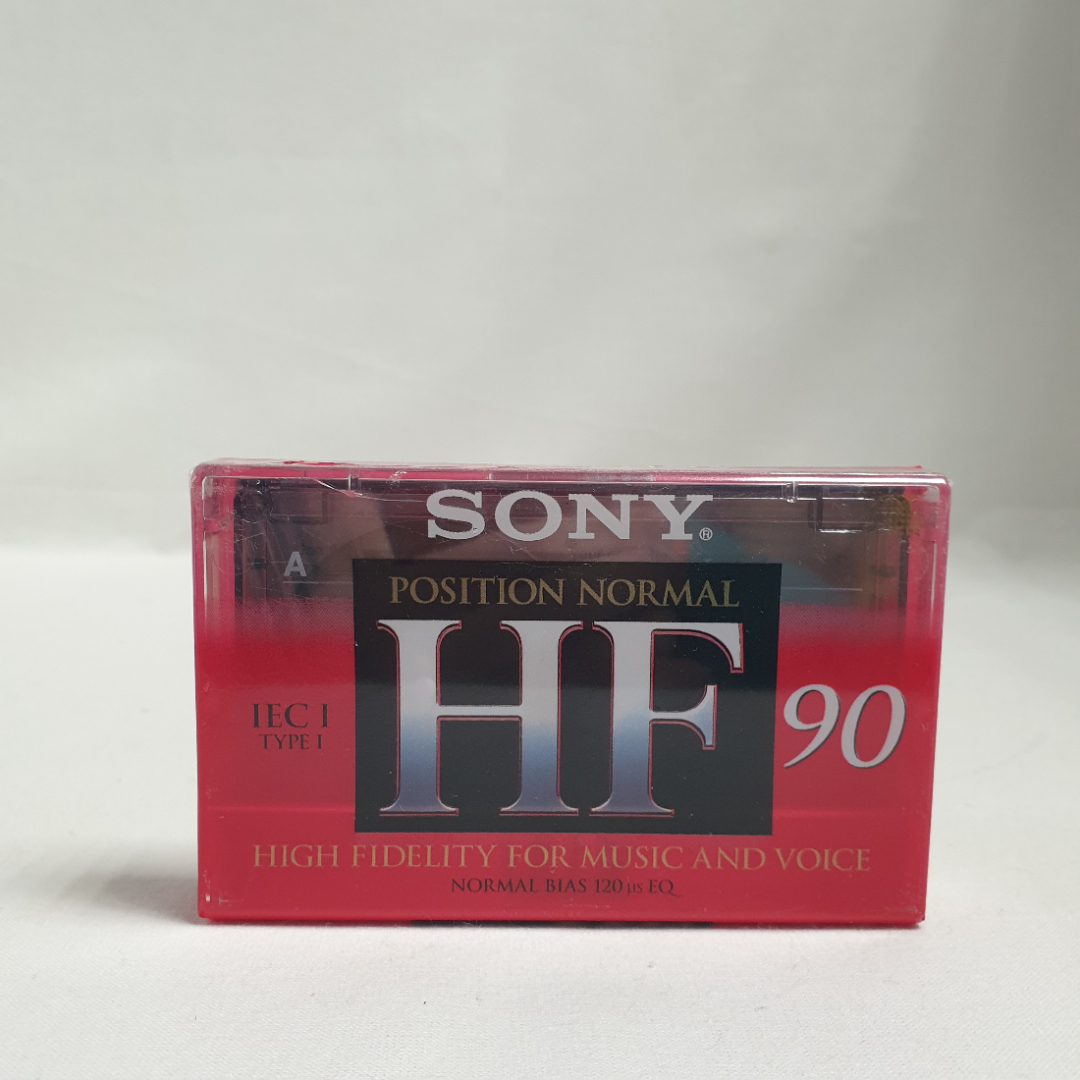 SONY®
A
POSITION NORMAL
HF
90
IEC I
TYPE I
HIGH FIDELITY FOR MUSIC AND VOICE
NORMAL BIAS 120 µs EQ